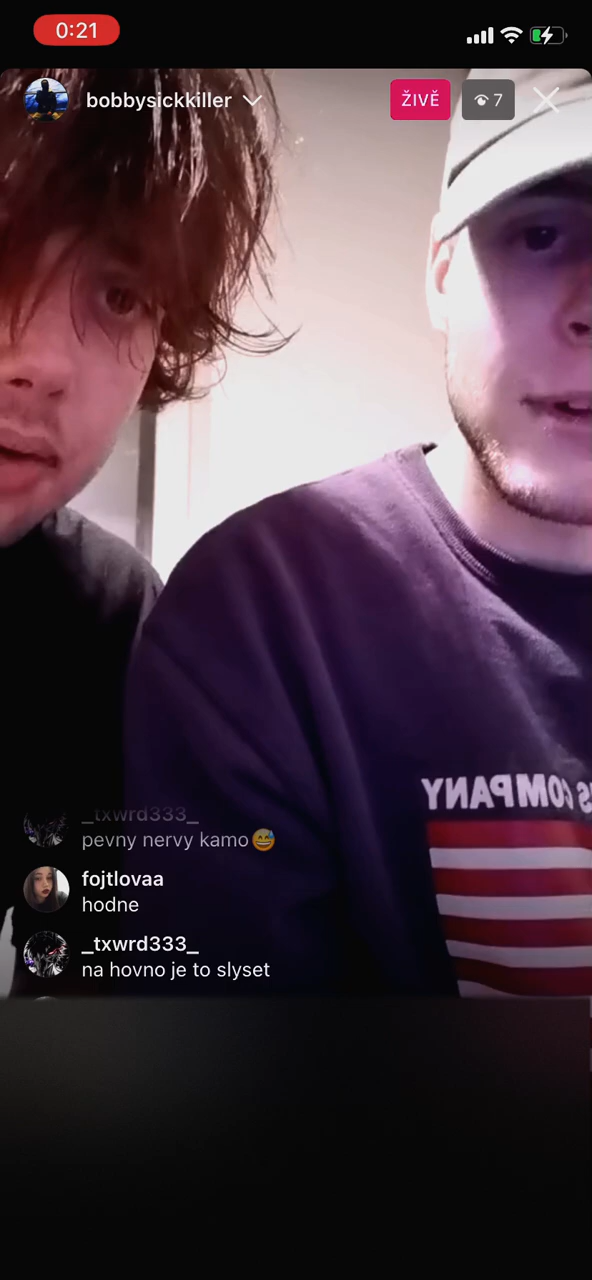 0:21
bobbysickkiller
ŽIVĚ
7
_txwrd333_
pevny nervy kamo😅
fojtlovaa
hodne
_txwrd333_
na hovno je to slyset
COMPANY